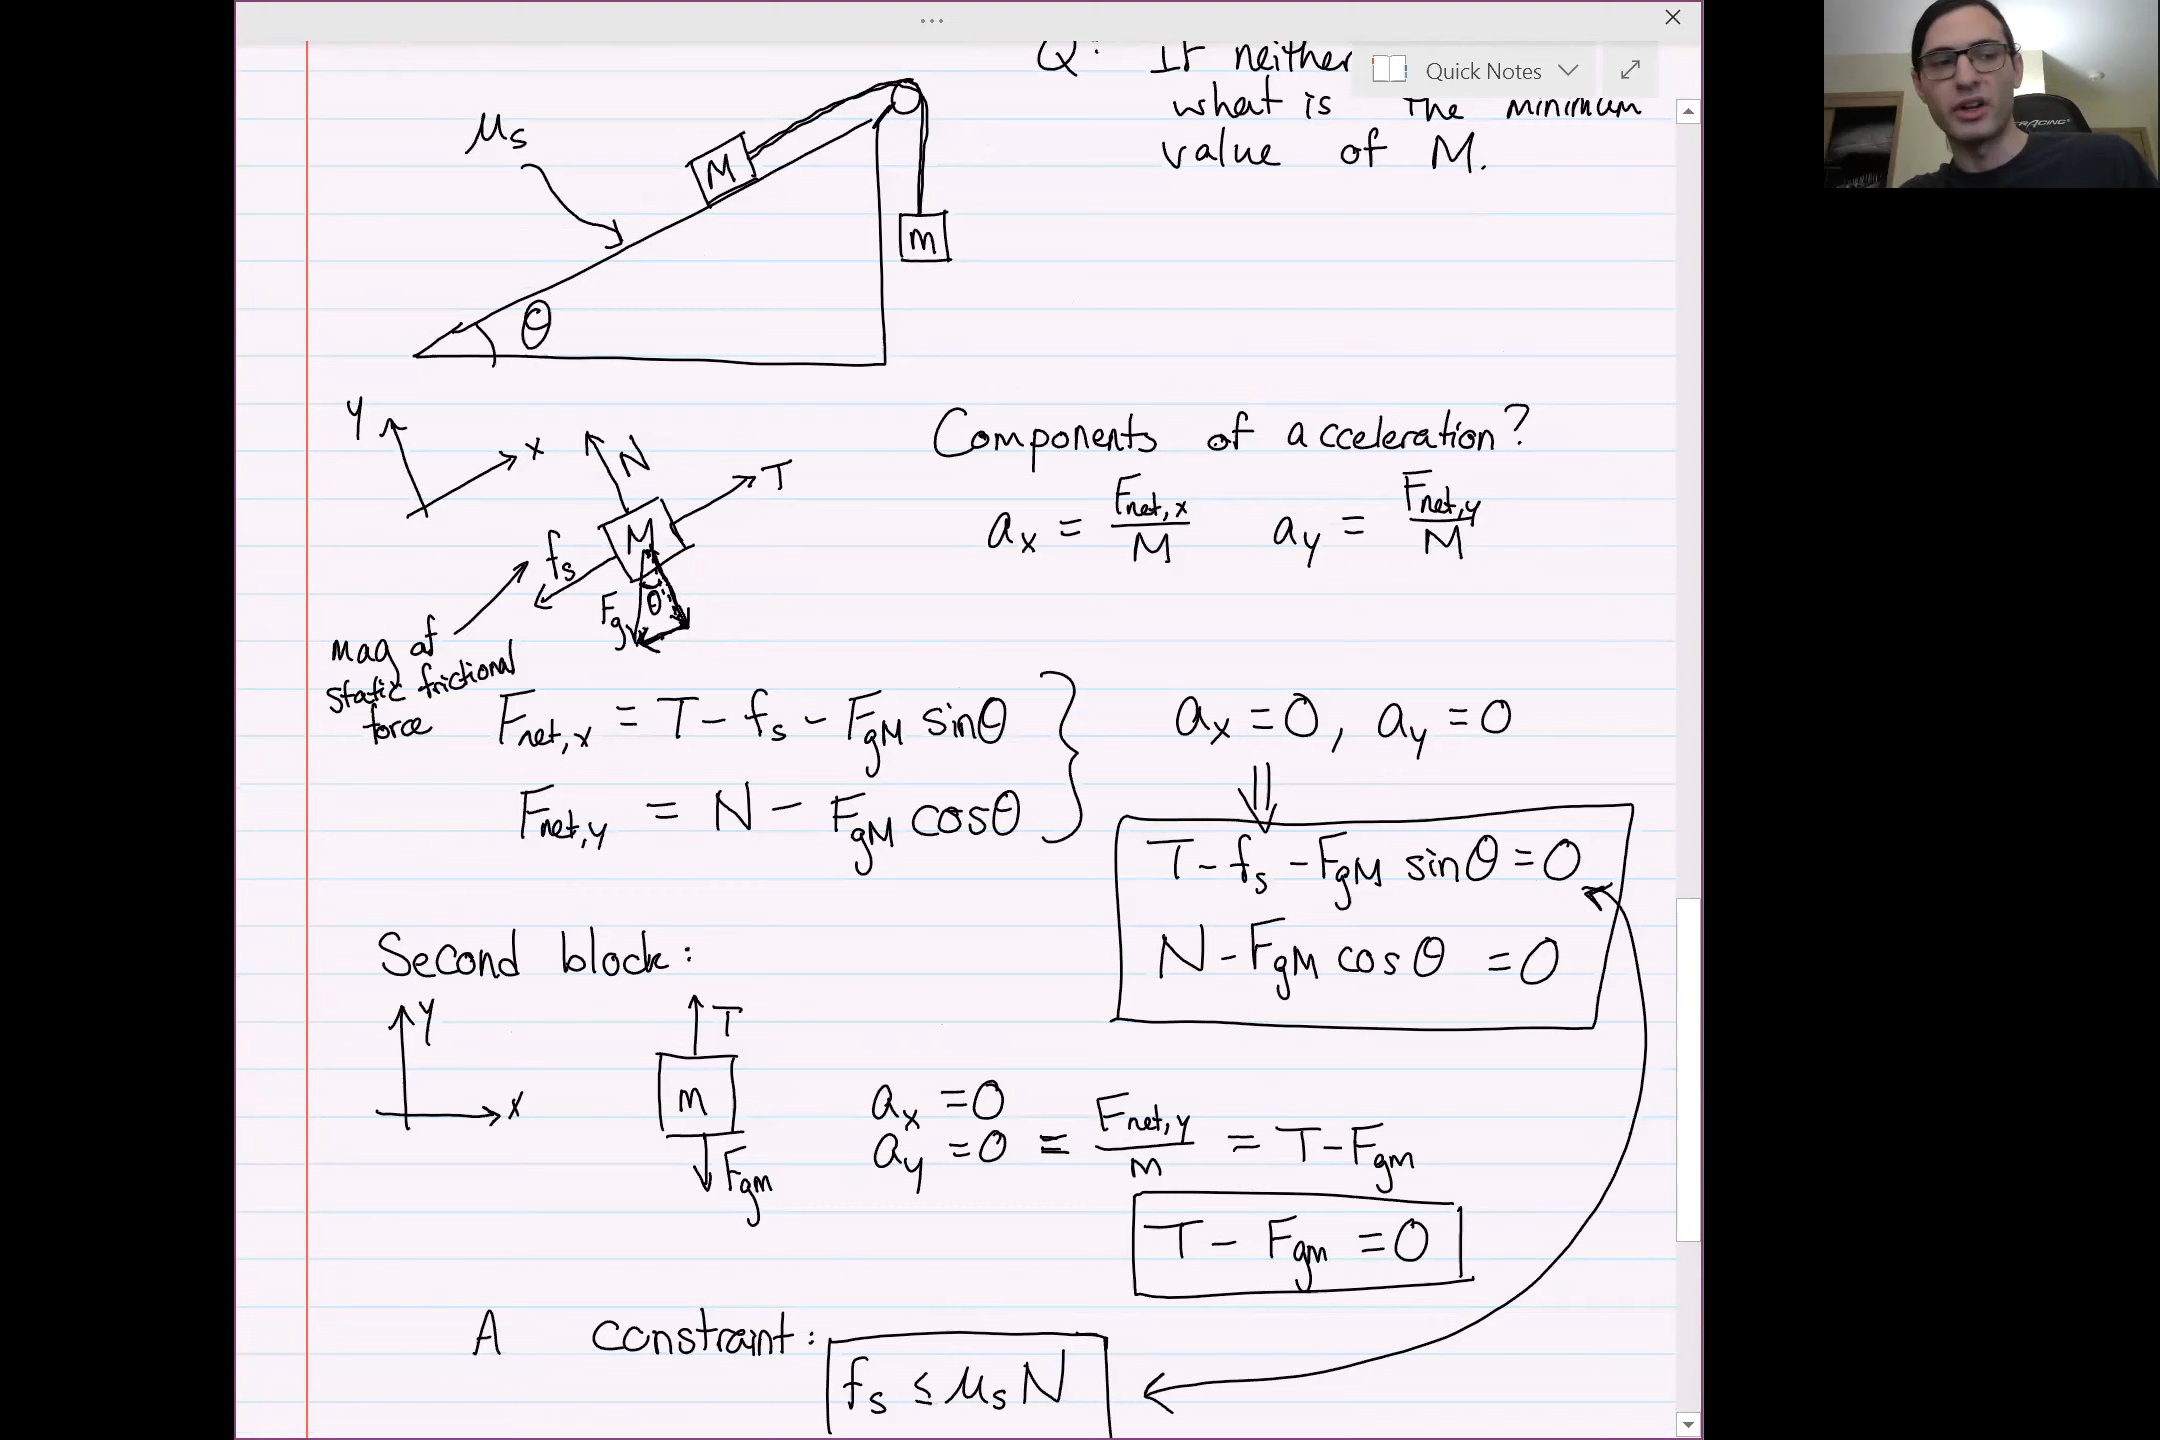 Q: If neither
Quick Notes
what is the minimum
value of M.
μs
M
m
θ
y
x
N
T
M
fs
Fg
θ
mag of
static frictional
force
Components of acceleration?
ax = Fnet,x / M ay = Fnet,y / M
Fnet,x = T - fs - FgM sinθ
Fnet,y = N - FgM cosθ
ax = 0, ay = 0
⇓
T - fs - FgM sinθ = 0
N - FgM cosθ = 0
Second block:
y
x
T
m
Fgm
ax = 0
ay = 0 = Fnet,y / m = T - Fgm
T - Fgm = 0
A constraint:
fs ≤ μs N